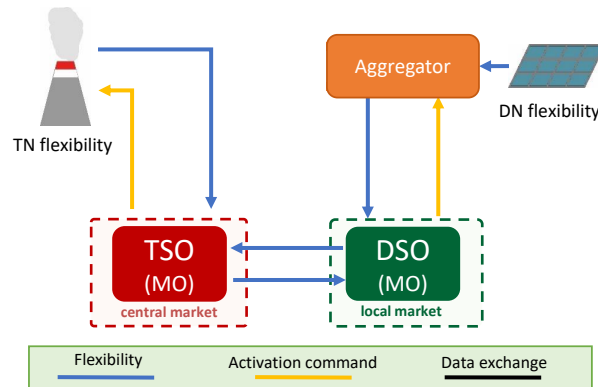 Aggregator
TN flexibility
DN flexibility
TSO
(MO)
central market
DSO
(MO)
local market
Flexibility
Activation command
Data exchange